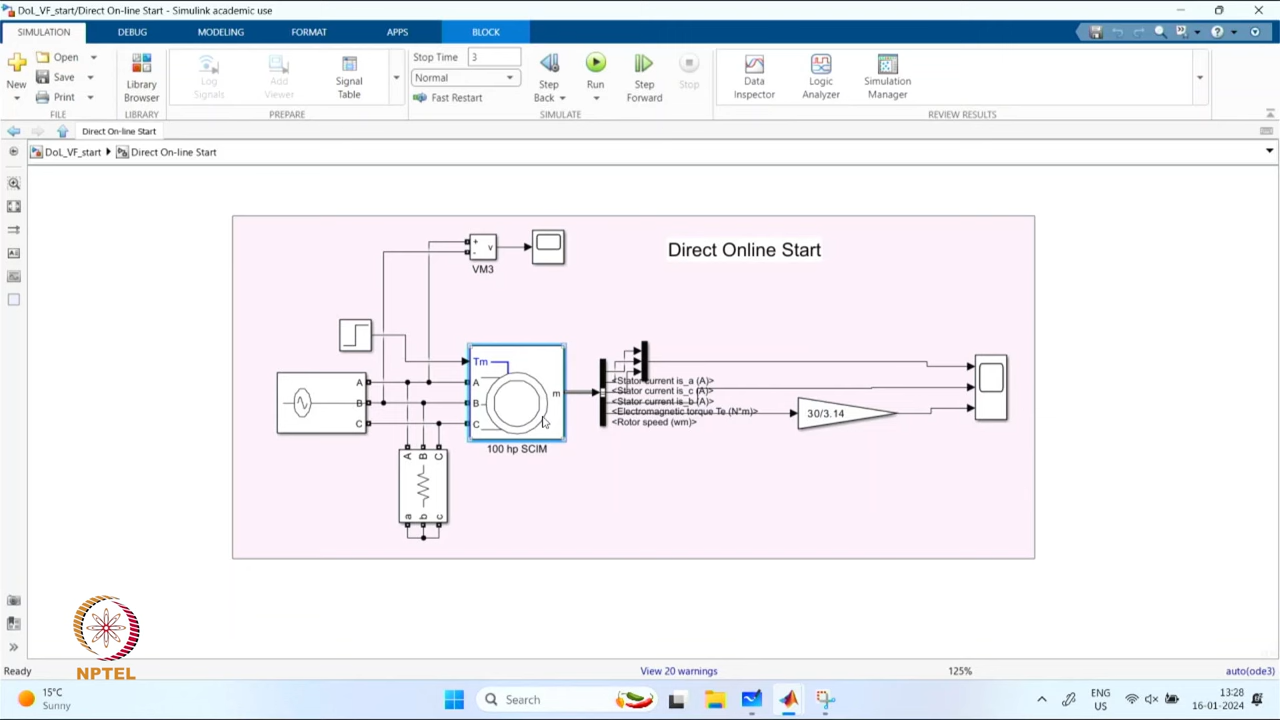 DoL_VF_start/Direct On-line Start - Simulink academic use
SIMULATION DEBUG MODELING FORMAT APPS BLOCK
New
Open
Save
Print
FILE
Library Browser
LIBRARY
Log Signals
Add Viewer
Signal Table
PREPARE
Stop Time 3
Normal
Fast Restart
Step Back
Run
Step Forward
Stop
SIMULATE
Data Inspector
Logic Analyzer
Simulation Manager
REVIEW RESULTS
Direct On-line Start
DoL_VF_start Direct On-line Start
Direct Online Start
+
-
v
VM3
Tm
A
B
C
A
B
C
m
100 hp SCIM
A B C
a b c
<Stator current is_a (A)>
<Stator current is_c (A)>
<Stator current is_b (A)>
<Electromagnetic torque Te (N*m)>
<Rotor speed (wm)>
30/3.14
NPTEL
Ready View 20 warnings 125% auto(ode3)
15°C
Sunny
Search
ENG
US
13:28
16-01-2024